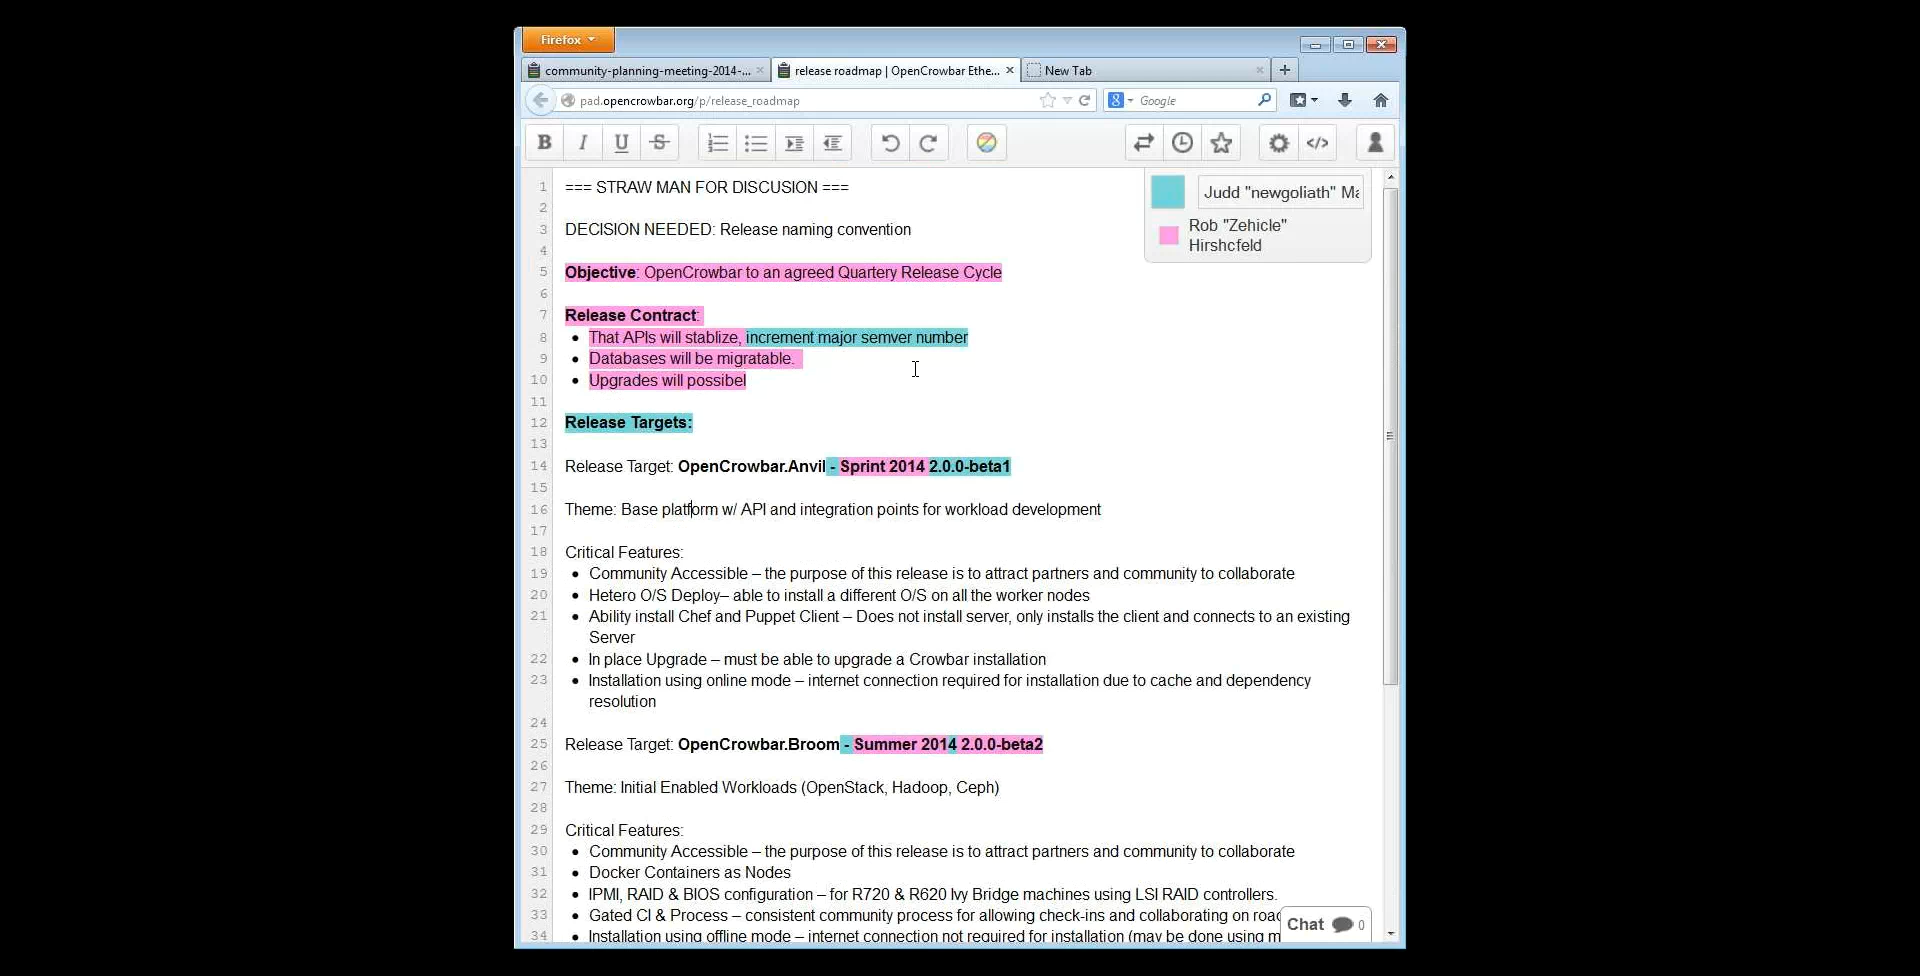 Firefox
community-planning-meeting-2014-...
release roadmap | OpenCrowbar Ethe...
New Tab
pad.opencrowbar.org/p/release_roadmap
Google
B I U S
Judd "newgoliath" Ma
Rob "Zehicle"
Hirshcfeld
1 === STRAW MAN FOR DISCUSION ===
2
3 DECISION NEEDED: Release naming convention
4
5 Objective: OpenCrowbar to an agreed Quartery Release Cycle
6
7 Release Contract:
8 • That APIs will stablize, increment major semver number
9 • Databases will be migratable.
10 • Upgrades will possibel
11
12 Release Targets:
13
14 Release Target: OpenCrowbar.Anvil - Sprint 2014 2.0.0-beta1
15
16 Theme: Base platform w/ API and integration points for workload development
17
18 Critical Features:
19 • Community Accessible – the purpose of this release is to attract partners and community to collaborate
20 • Hetero O/S Deploy– able to install a different O/S on all the worker nodes
21 • Ability install Chef and Puppet Client – Does not install server, only installs the client and connects to an existing
Server
22 • In place Upgrade – must be able to upgrade a Crowbar installation
23 • Installation using online mode – internet connection required for installation due to cache and dependency
resolution
24
25 Release Target: OpenCrowbar.Broom - Summer 2014 2.0.0-beta2
26
27 Theme: Initial Enabled Workloads (OpenStack, Hadoop, Ceph)
28
29 Critical Features:
30 • Community Accessible – the purpose of this release is to attract partners and community to collaborate
31 • Docker Containers as Nodes
32 • IPMI, RAID & BIOS configuration – for R720 & R620 Ivy Bridge machines using LSI RAID controllers.
33 • Gated CI & Process – consistent community process for allowing check-ins and collaborating on road
34 • Installation using offline mode – internet connection not required for installation (may be done using m
Chat 0